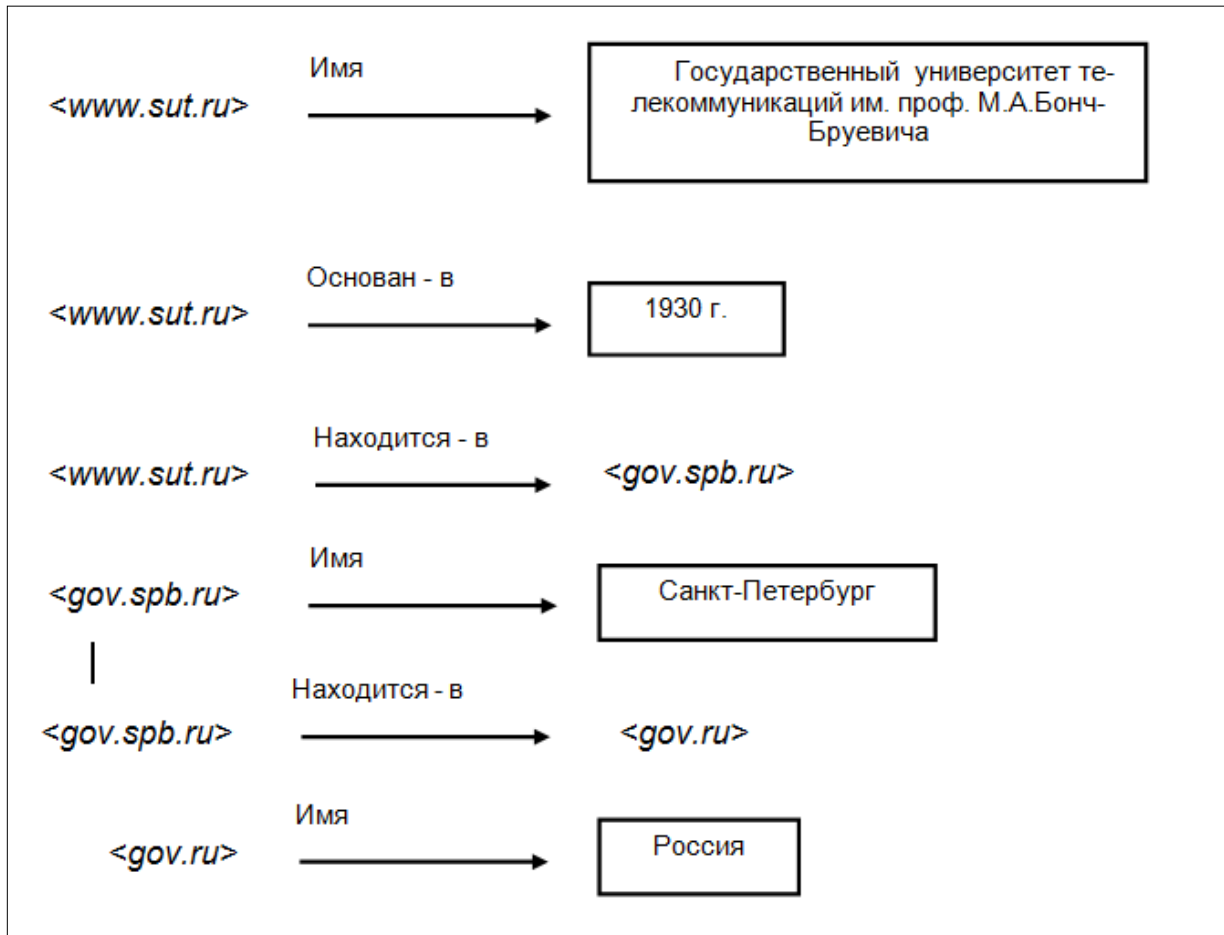 Имя
<www.sut.ru>
Государственный университет те-
лекоммуникаций им. проф. М.А.Бонч-
Бруевича
Основан - в
<www.sut.ru>
1930 г.
Находится - в
<www.sut.ru>
<gov.spb.ru>
Имя
<gov.spb.ru>
Санкт-Петербург
Находится - в
<gov.spb.ru>
<gov.ru>
Имя
<gov.ru>
Россия